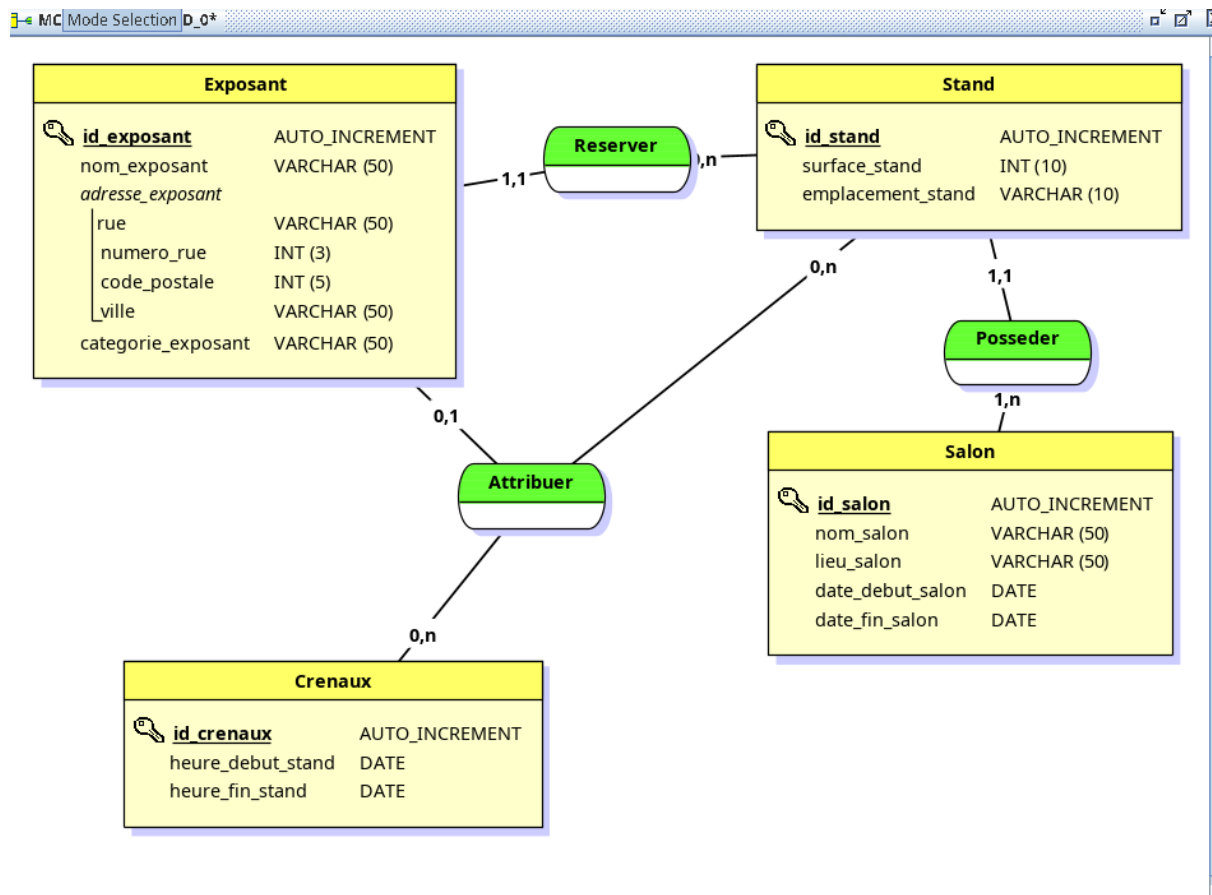 MC Mode Selection D_0*
Exposant
id_exposant AUTO_INCREMENT
nom_exposant VARCHAR (50)
adresse_exposant
rue VARCHAR (50)
numero_rue INT (3)
code_postale INT (5)
ville VARCHAR (50)
categorie_exposant VARCHAR (50)
1,1
Reserver
,n
Stand
id_stand AUTO_INCREMENT
surface_stand INT (10)
emplacement_stand VARCHAR (10)
0,n
1,1
Posseder
1,n
0,1
Attribuer
0,n
Salon
id_salon AUTO_INCREMENT
nom_salon VARCHAR (50)
lieu_salon VARCHAR (50)
date_debut_salon DATE
date_fin_salon DATE
Crenaux
id_crenaux AUTO_INCREMENT
heure_debut_stand DATE
heure_fin_stand DATE